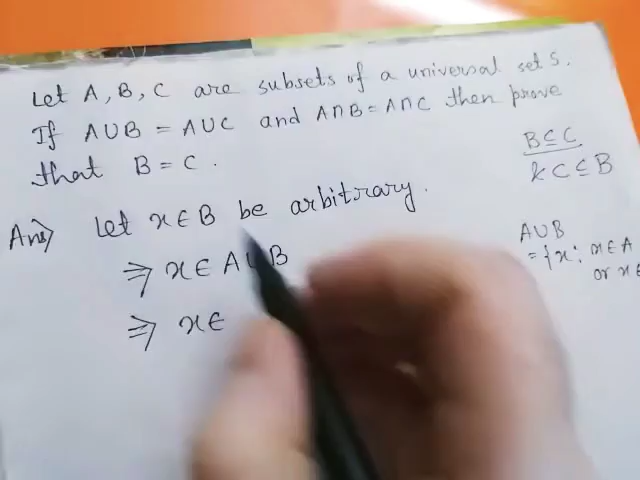 Let A, B, C are subsets of a universal set S.
If A∪B = A∪C and A∩B = A∩C then prove
that B = C.
B⊆C
& C⊆B
Ans⟩ Let x∈B be arbitrary.
⇒ x∈ A∪B
⇒ x∈
A∪B
= {x: x∈A
or x∈